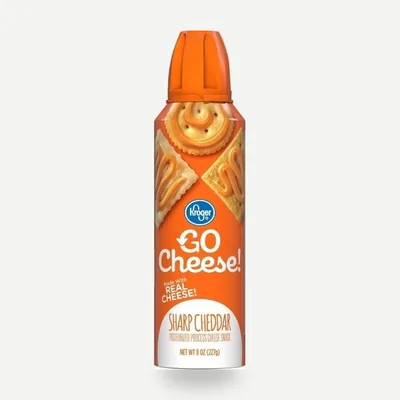 Kroger
GO
Cheese!
Made With
REAL
CHEESE!
SHARP CHEDDAR
PASTEURIZED PROCESS CHEESE SNACK
NET WT 8 OZ (227g)